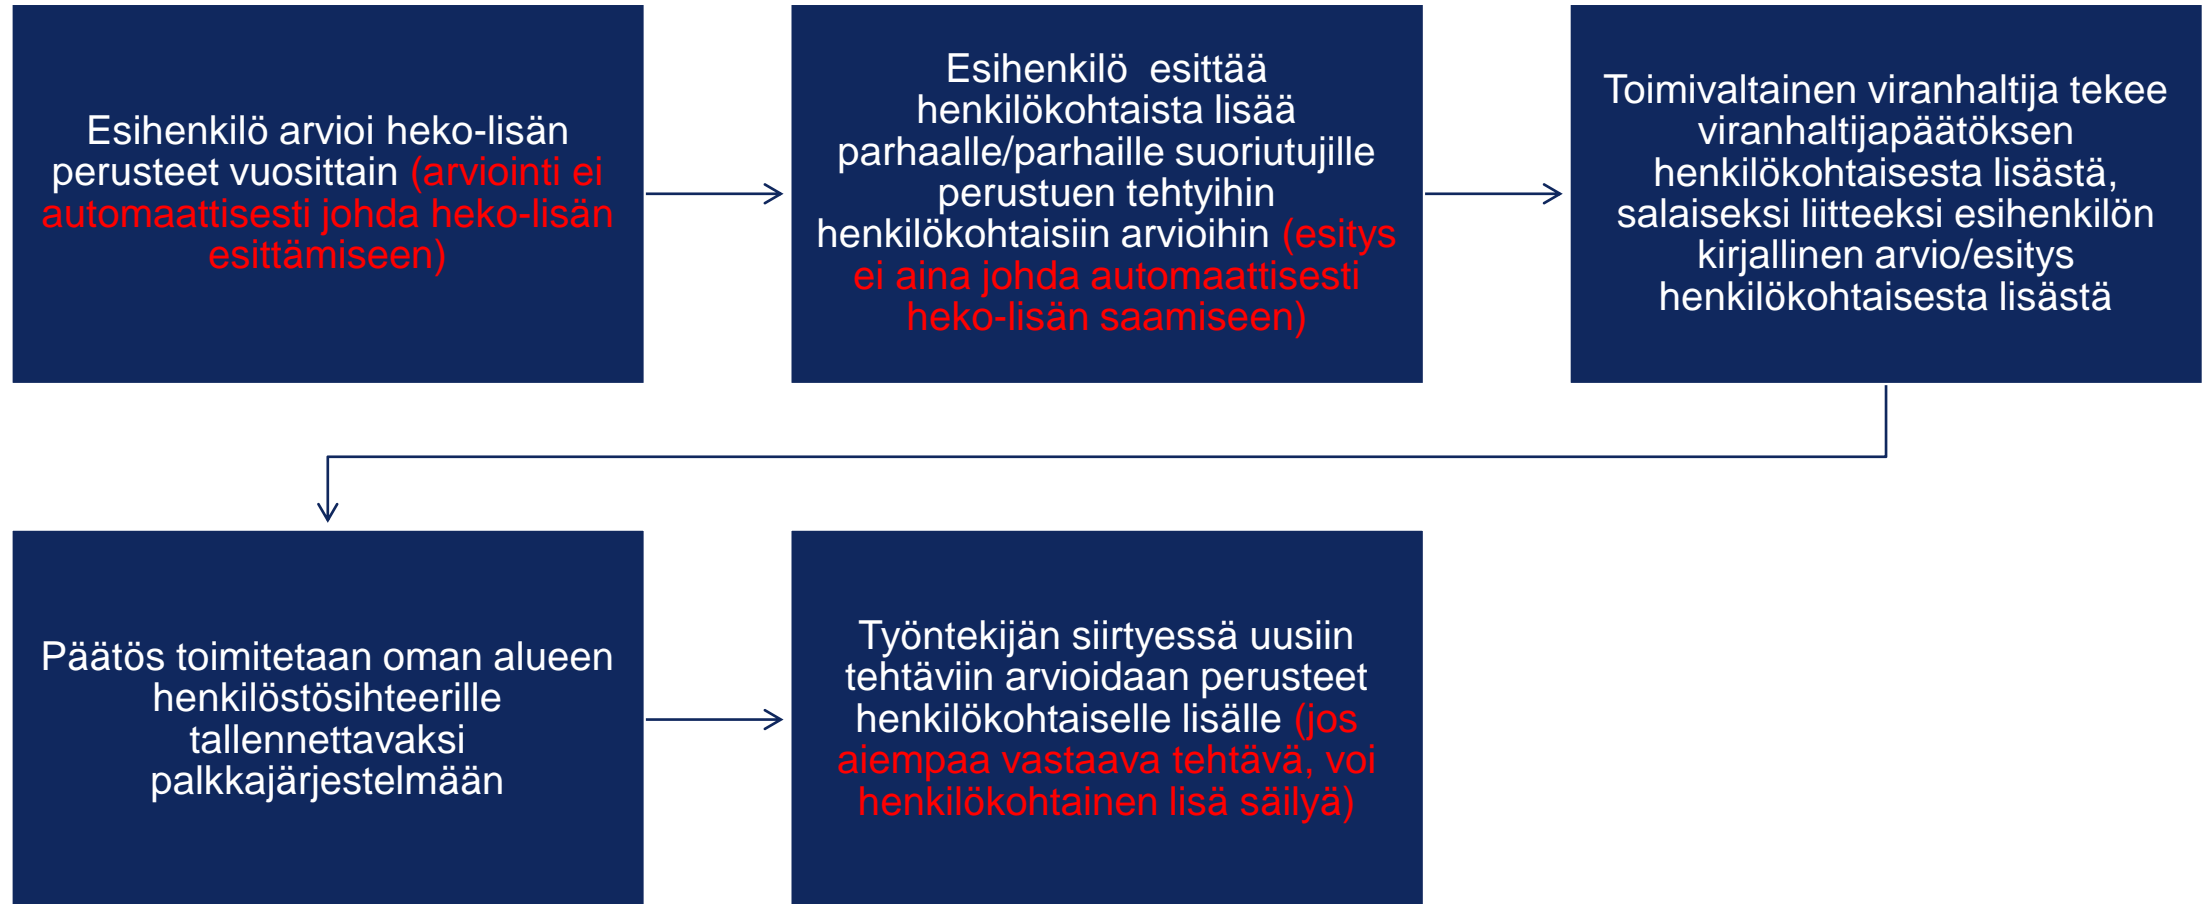 Esihenkilö arvioi heko-lisän
perusteet vuosittain (arviointi ei
automaattisesti johda heko-lisän
esittämiseen)
Esihenkilö  esittää
henkilökohtaista lisää
parhaalle/parhaille suoriutujille
perustuen tehtyihin
henkilökohtaisiin arvioihin (esitys
ei aina johda automaattisesti
heko-lisän saamiseen)
Toimivaltainen viranhaltija tekee
viranhaltijapäätöksen
henkilökohtaisesta lisästä,
salaiseksi liitteeksi esihenkilön
kirjallinen arvio/esitys
henkilökohtaisesta lisästä
Päätös toimitetaan oman alueen
henkilöstösihteerille
tallennettavaksi
palkkajärjestelmään
Työntekijän siirtyessä uusiin
tehtäviin arvioidaan perusteet
henkilökohtaiselle lisälle (jos
aiempaa vastaava tehtävä, voi
henkilökohtainen lisä säilyä)